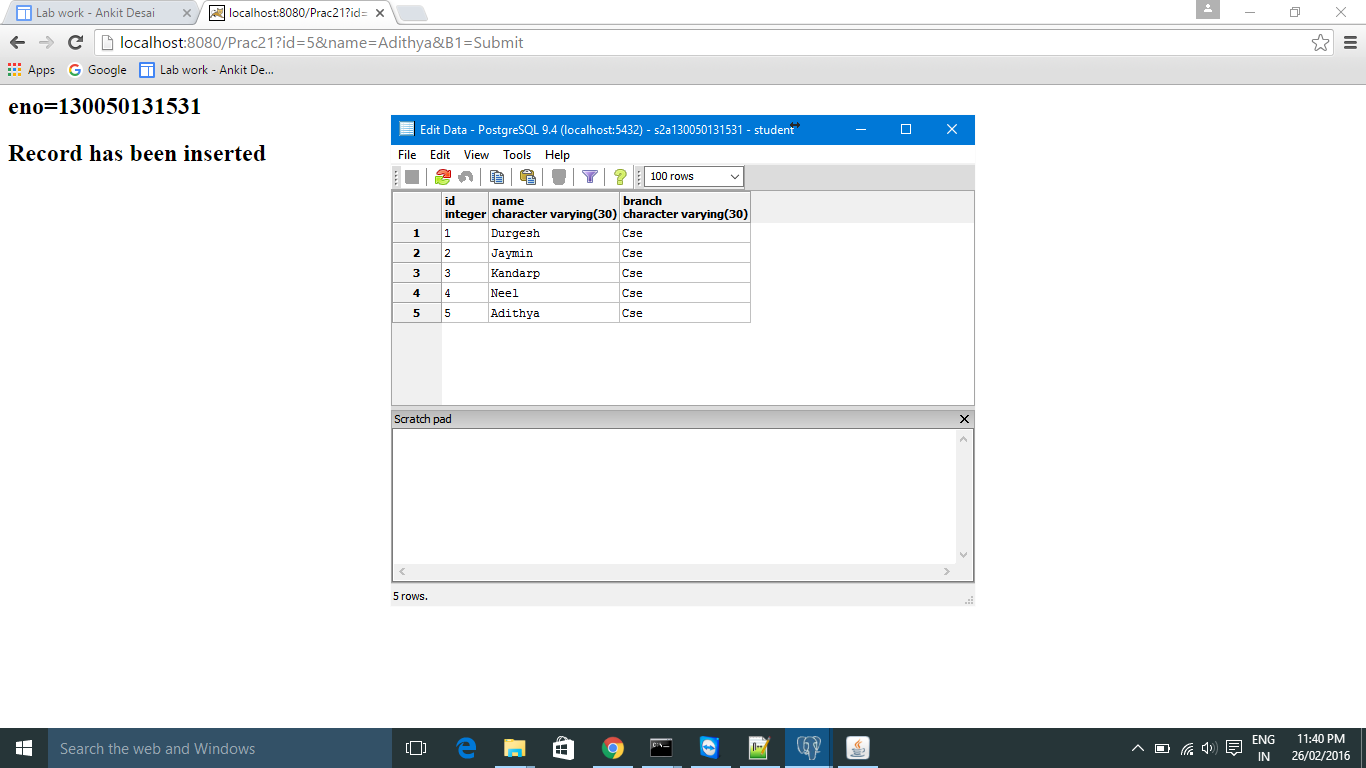 Lab work - Ankit Desai
localhost:8080/Prac21?id=
localhost:8080/Prac21?id=5&name=Adithya&B1=Submit
Apps Google Lab work - Ankit De...
eno=130050131531
Record has been inserted
Edit Data - PostgreSQL 9.4 (localhost:5432) - s2a130050131531 - student
File Edit View Tools Help
100 rows
id name branch
integer character varying(30) character varying(30)
1 1 Durgesh Cse
2 2 Jaymin Cse
3 3 Kandarp Cse
4 4 Neel Cse
5 5 Adithya Cse
Scratch pad
5 rows.
Search the web and Windows
ENG 11:40 PM
IN 26/02/2016